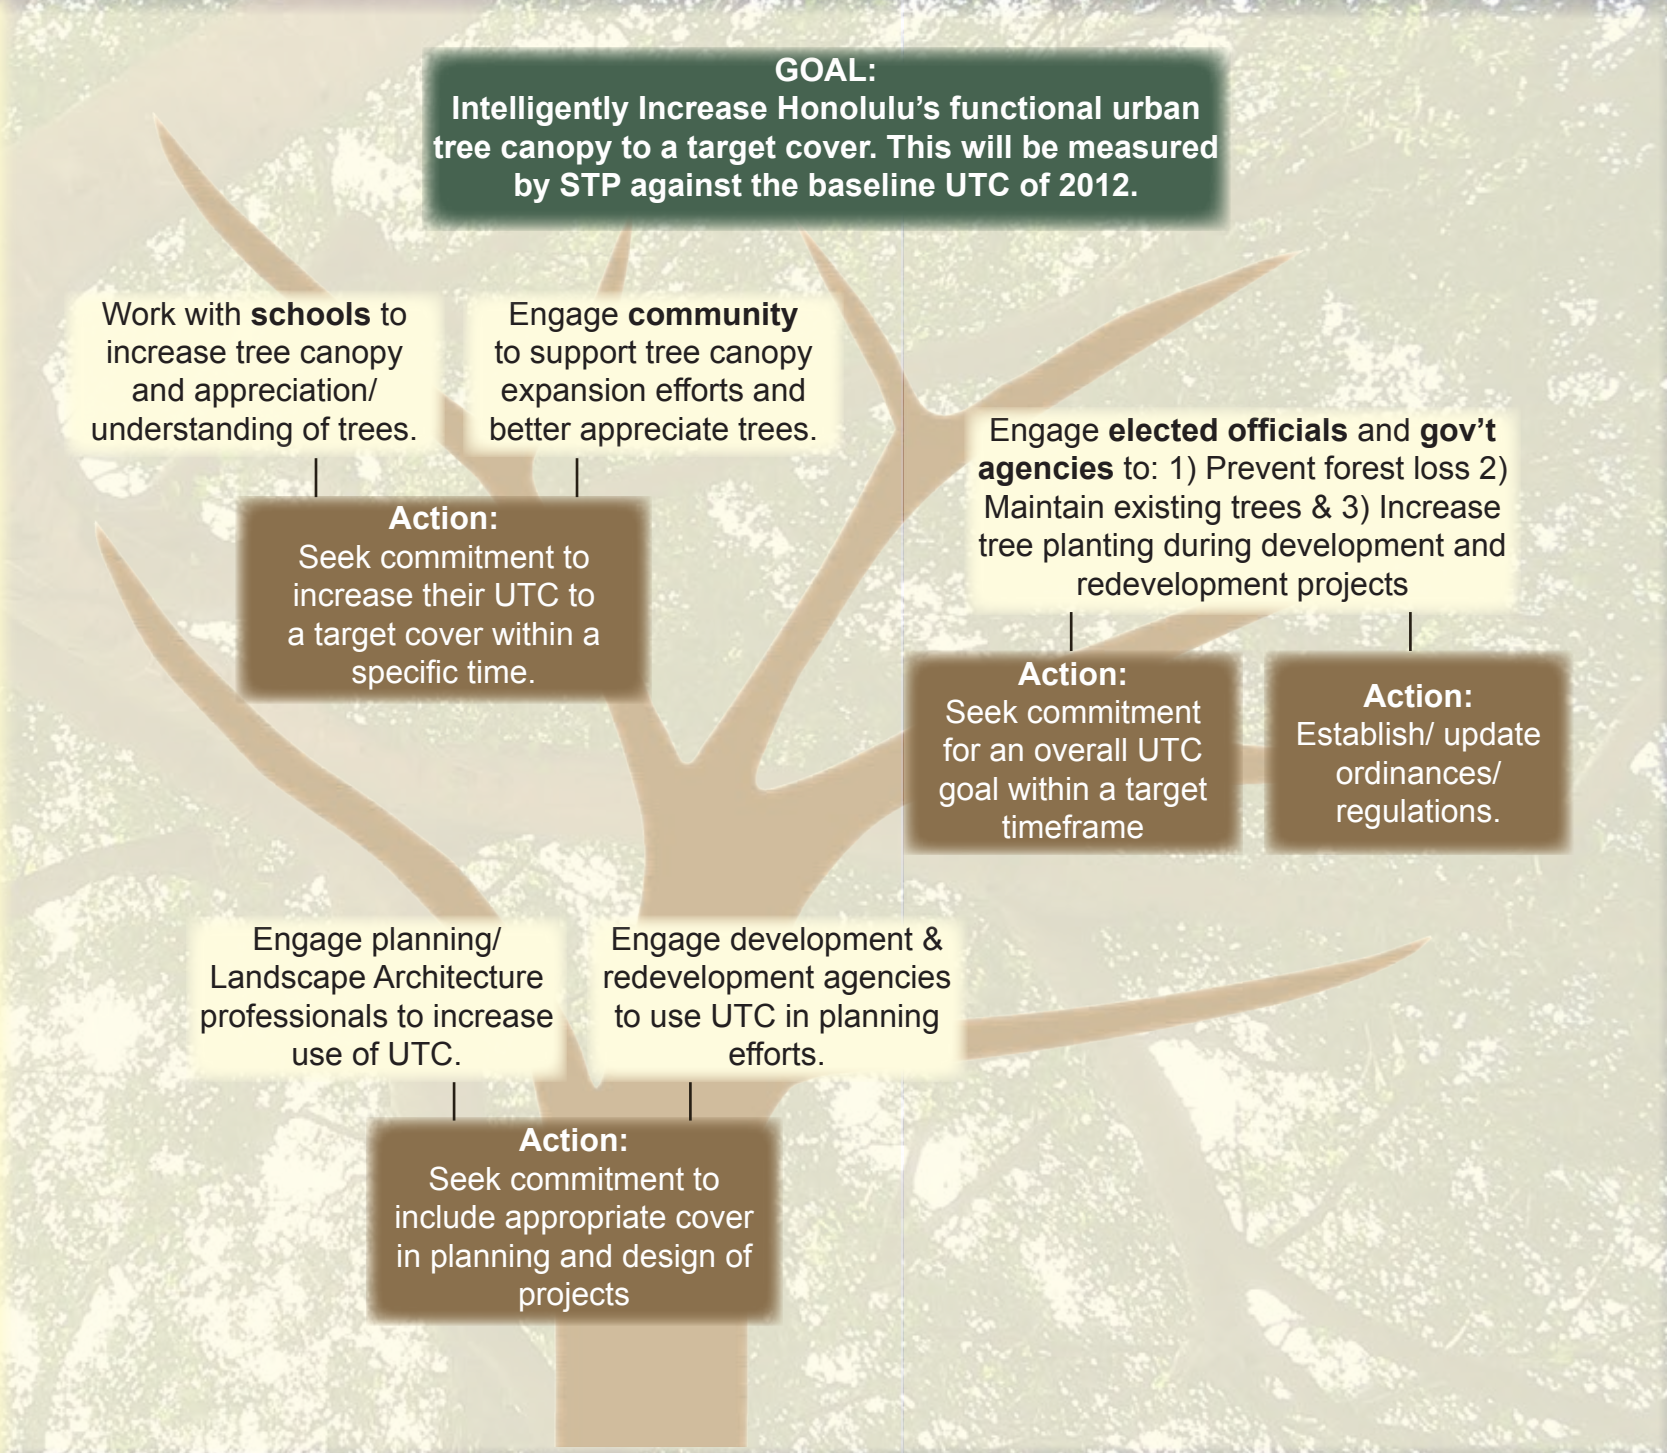 GOAL:
Intelligently Increase Honolulu's functional urban
tree canopy to a target cover. This will be measured
by STP against the baseline UTC of 2012.
Work with schools to
increase tree canopy
and appreciation/
understanding of trees.
Engage community
to support tree canopy
expansion efforts and
better appreciate trees.
Action:
Seek commitment to
increase their UTC to
a target cover within a
specific time.
Engage elected officials and gov't
agencies to: 1) Prevent forest loss 2)
Maintain existing trees & 3) Increase
tree planting during development and
redevelopment projects
Action:
Seek commitment
for an overall UTC
goal within a target
timeframe
Action:
Establish/ update
ordinances/
regulations.
Engage planning/
Landscape Architecture
professionals to increase
use of UTC.
Engage development &
redevelopment agencies
to use UTC in planning
efforts.
Action:
Seek commitment to
include appropriate cover
in planning and design of
projects